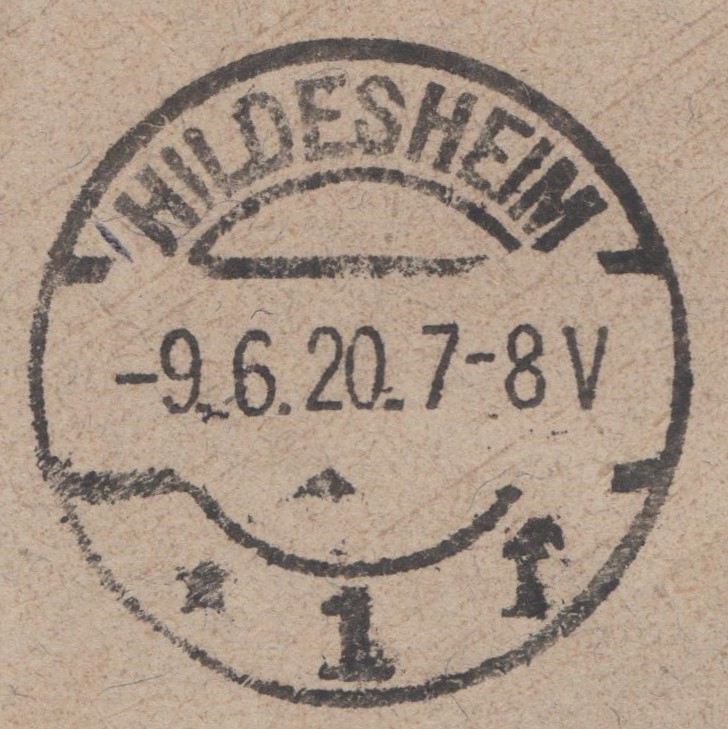 HILDESHEIM
-9.6.20.7-8V
* 1 f